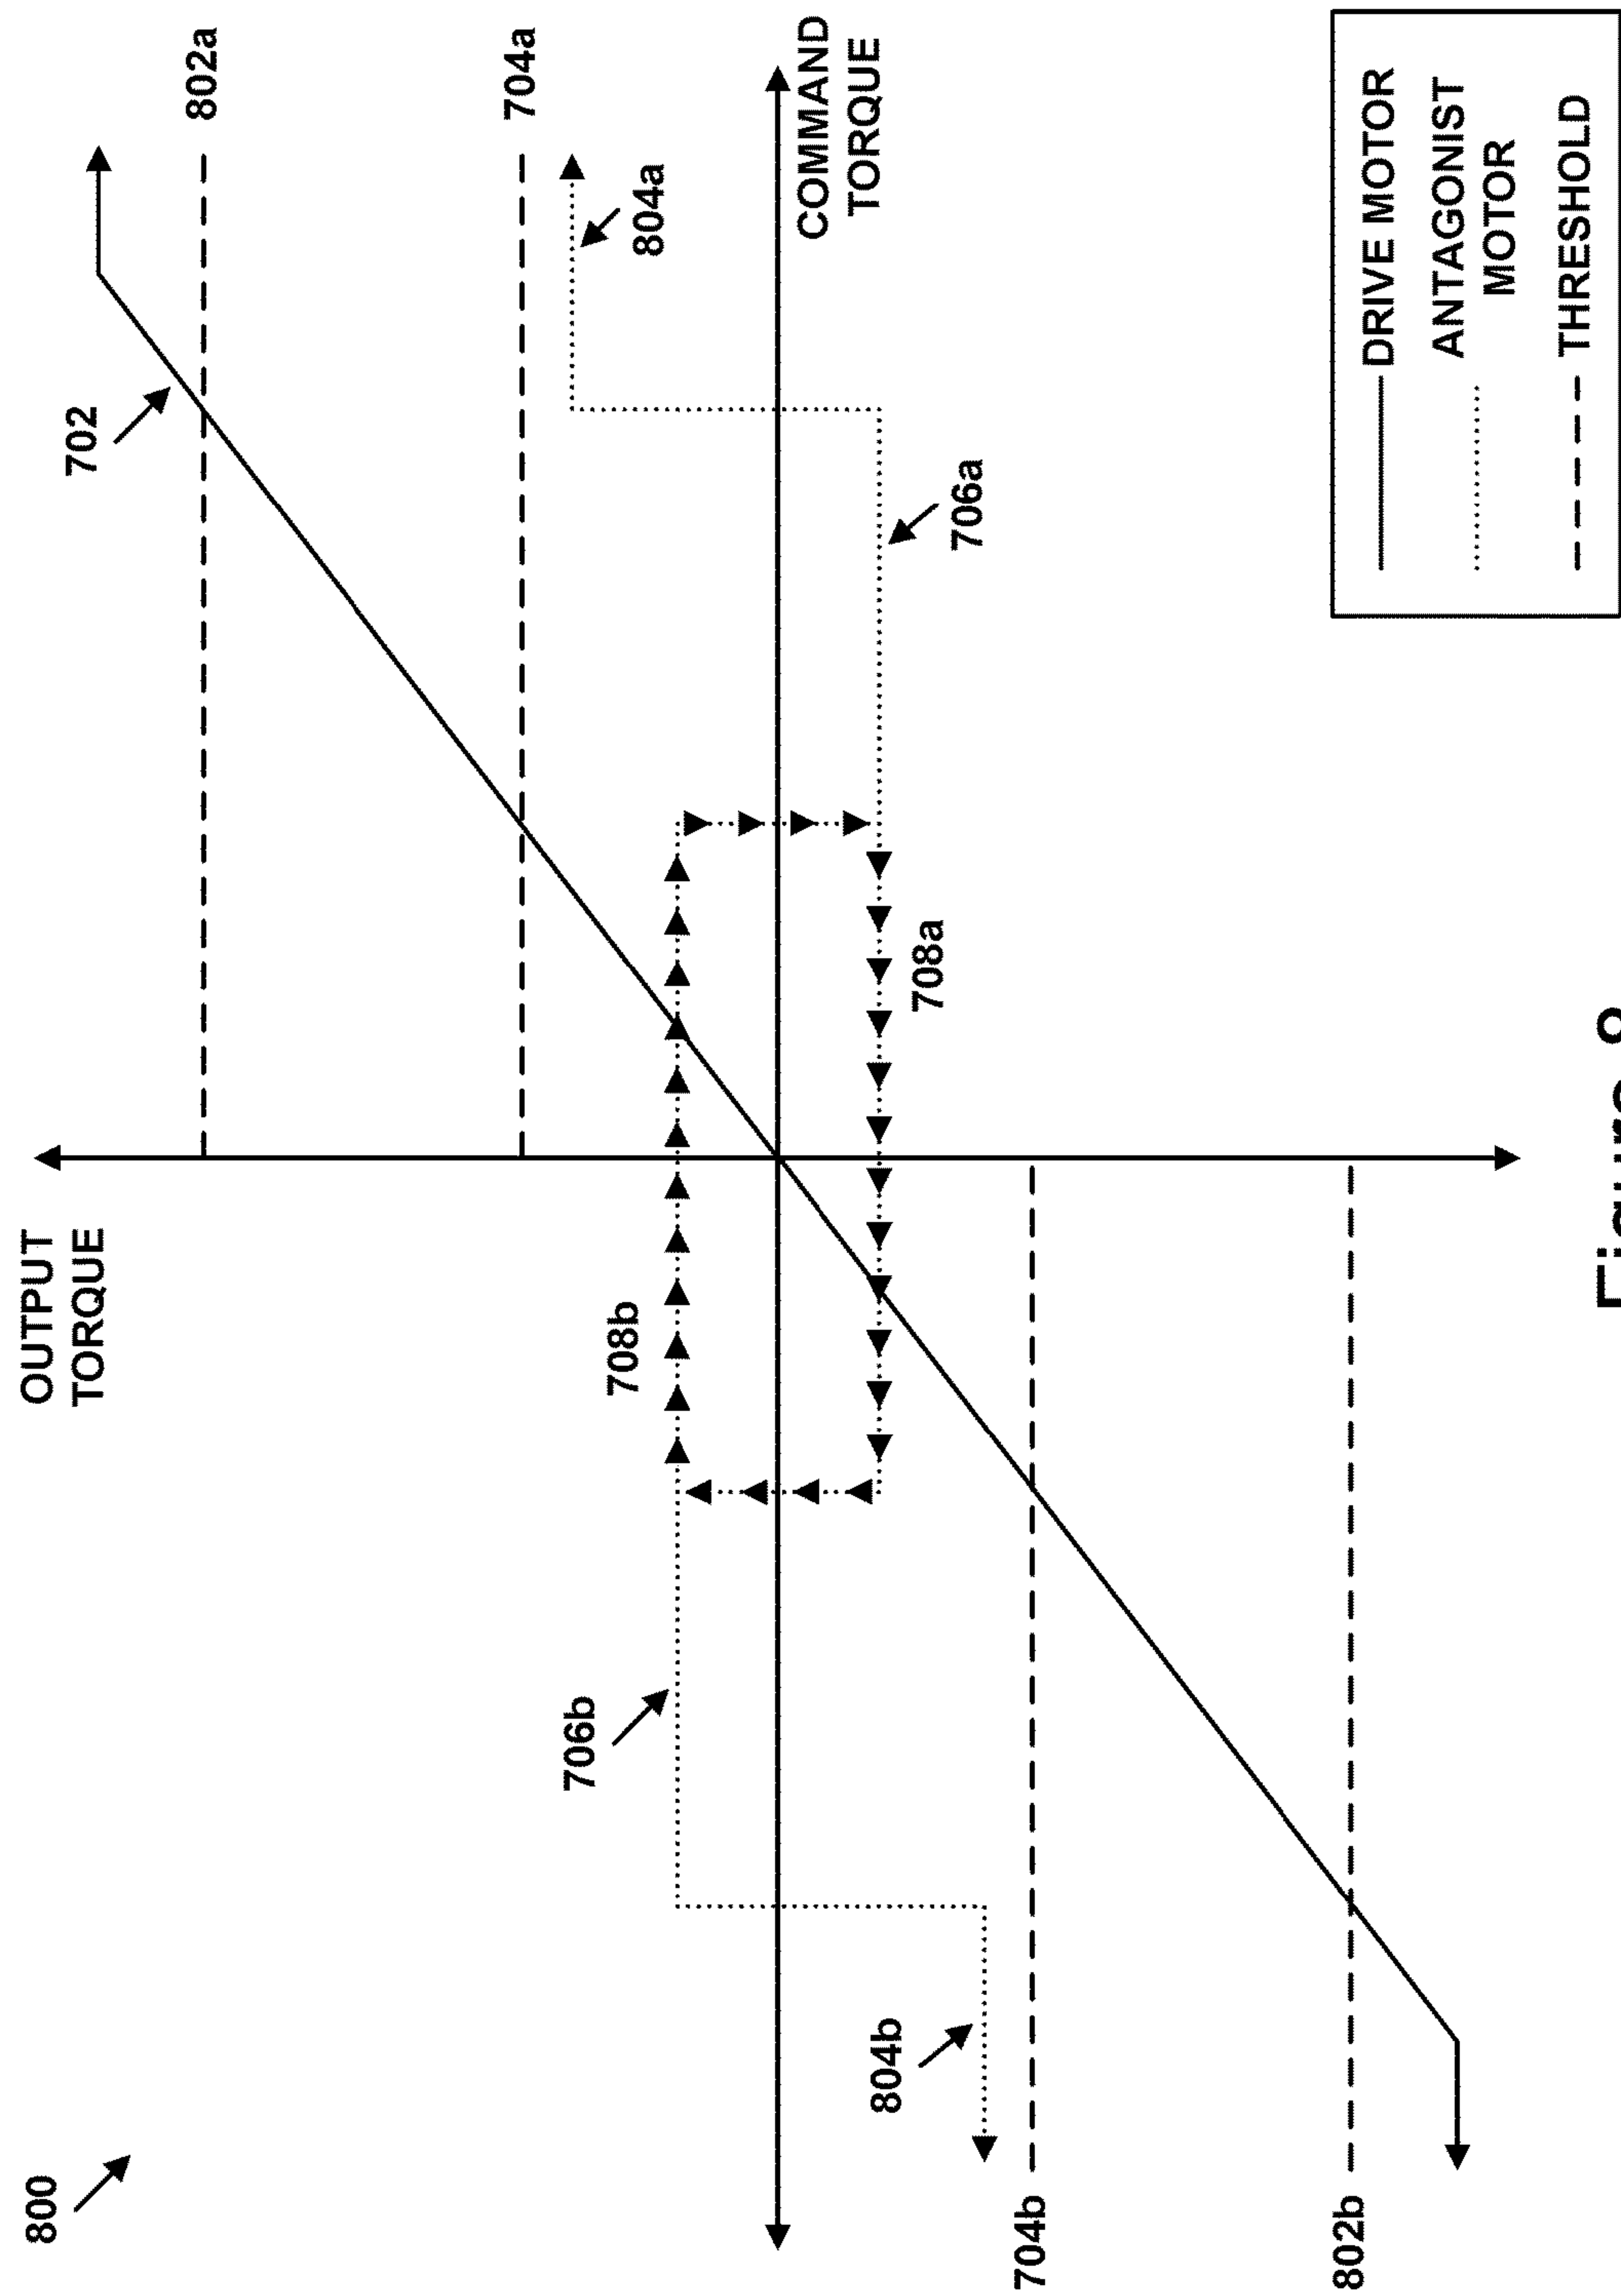 800
OUTPUT
TORQUE
702
802a
704a
804a
COMMAND
TORQUE
708b
706b
706a
708a
804b
704b
802b
DRIVE MOTOR
ANTAGONIST
MOTOR
THRESHOLD